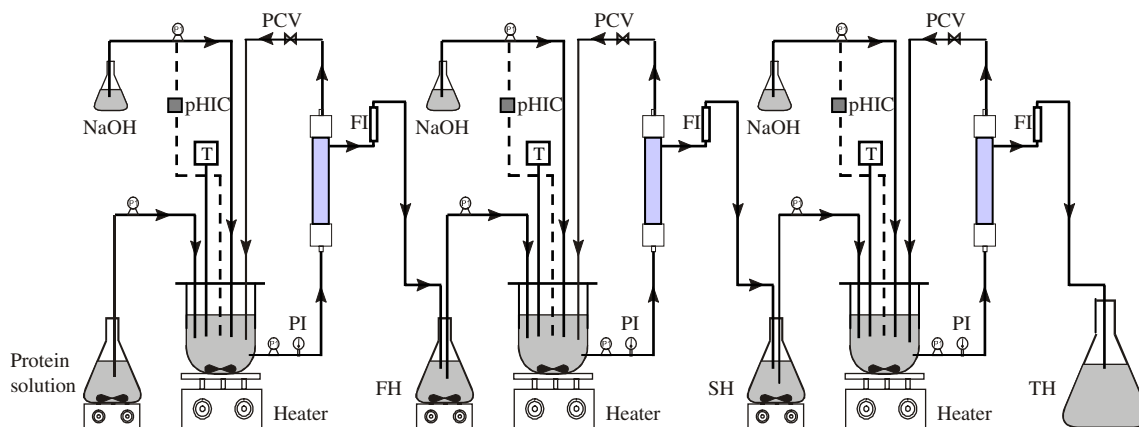 PCV
PCV
PCV
pHIC
pHIC
pHIC
FI
FI
FI
NaOH
NaOH
NaOH
T
T
T
PI
PI
PI
Protein
solution
FH
SH
TH
Heater
Heater
Heater